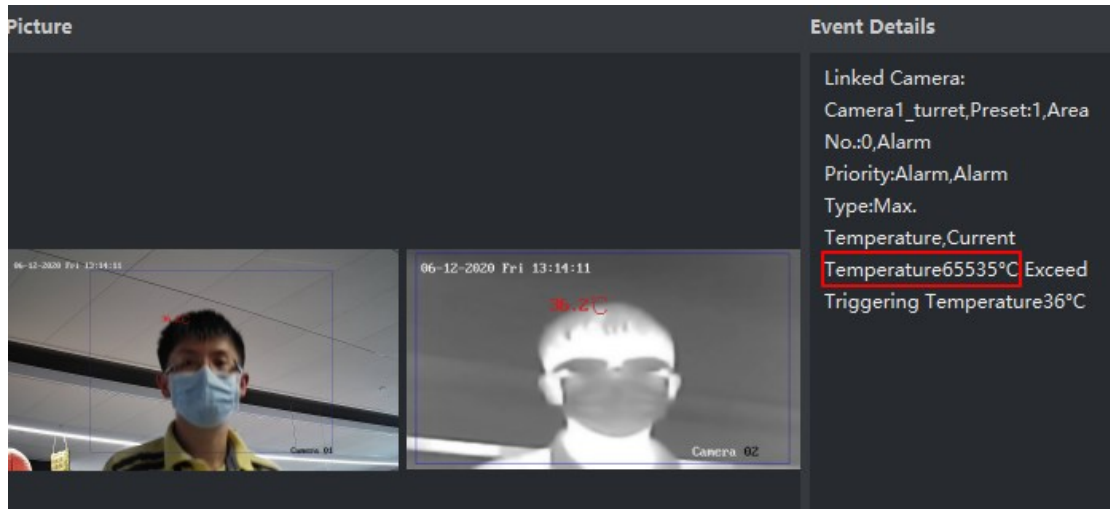 Picture
Event Details
Linked Camera:
Camera1_turret,Preset:1,Area
No.:0,Alarm
Priority:Alarm,Alarm
Type:Max.
Temperature,Current
Temperature65535°C Exceed
Triggering Temperature36°C
06-12-2020 Fri 13:14:11
Camera 01
06-12-2020 Fri 13:14:11
36.2°C
Camera 02